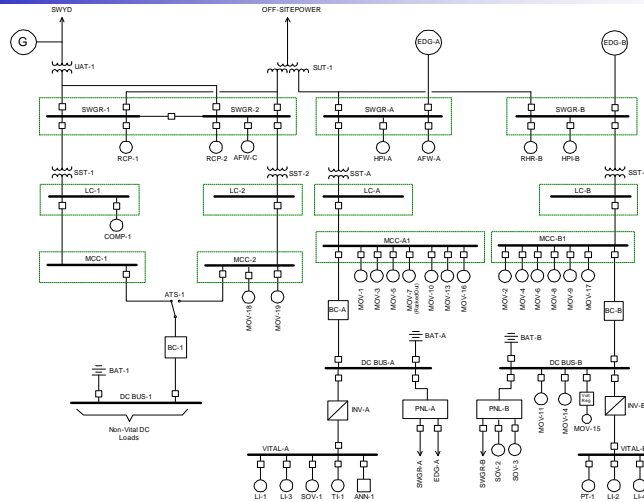 SWYD
OFF-SITEPOWER
G
EDG-A
EDG-B
UAT-1
SUT-1
SWGR-1
SWGR-2
SWGR-A
SWGR-B
RCP-1
RCP-2
AFW-C
HPI-A
AFW-A
RHR-B
HPI-B
SST-1
SST-2
SST-A
SST-
LC-1
LC-2
LC-A
LC-B
COMP-1
MCC-1
MCC-2
MCC-A1
MCC-B1
ATS-1
MOV-18
MOV-19
MOV-1
MOV-3
MOV-5
MOV-7
(Racked Out)
MOV-10
MOV-13
MOV-16
MOV-2
MOV-4
MOV-6
MOV-8
MOV-9
MOV-17
BC-A
BC-B
BC-1
BAT-A
BAT-B
BAT-1
DC BUS-A
DC BUS-B
DC BUS-1
Non-Vital DC
Loads
INV-A
PNL-A
PNL-B
MOV-11
MOV-14
Volt
Reg
MOV-15
INV-B
SWGR-A
EDG-A
SWGR-B
SOV-2
SOV-3
VITAL-A
VITAL-B
LI-1
LI-3
SOV-1
TI-1
ANN-1
PT-1
LI-2